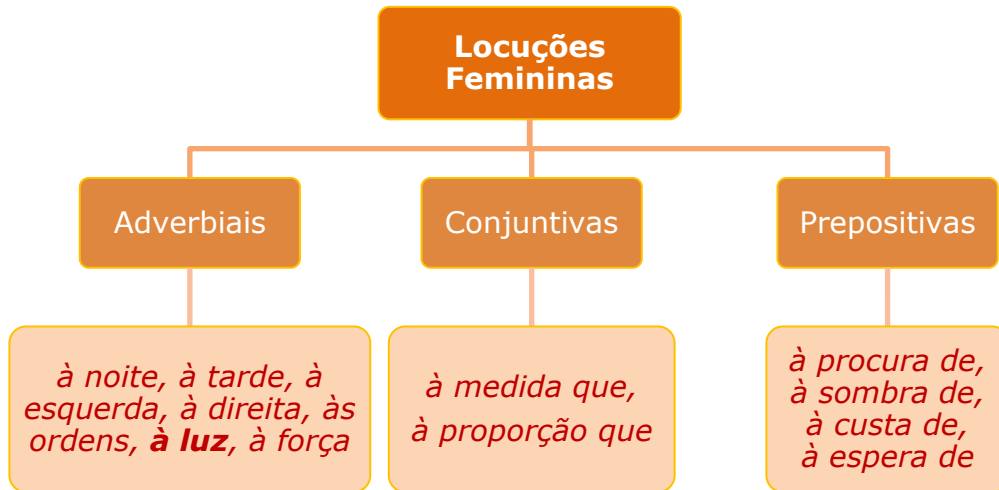 Locuções
Femininas
Adverbiais
Conjuntivas
Prepositivas
à noite, à tarde, à
esquerda, à direita, às
ordens, à luz, à força
à medida que,
à proporção que
à procura de,
à sombra de,
à custa de,
à espera de